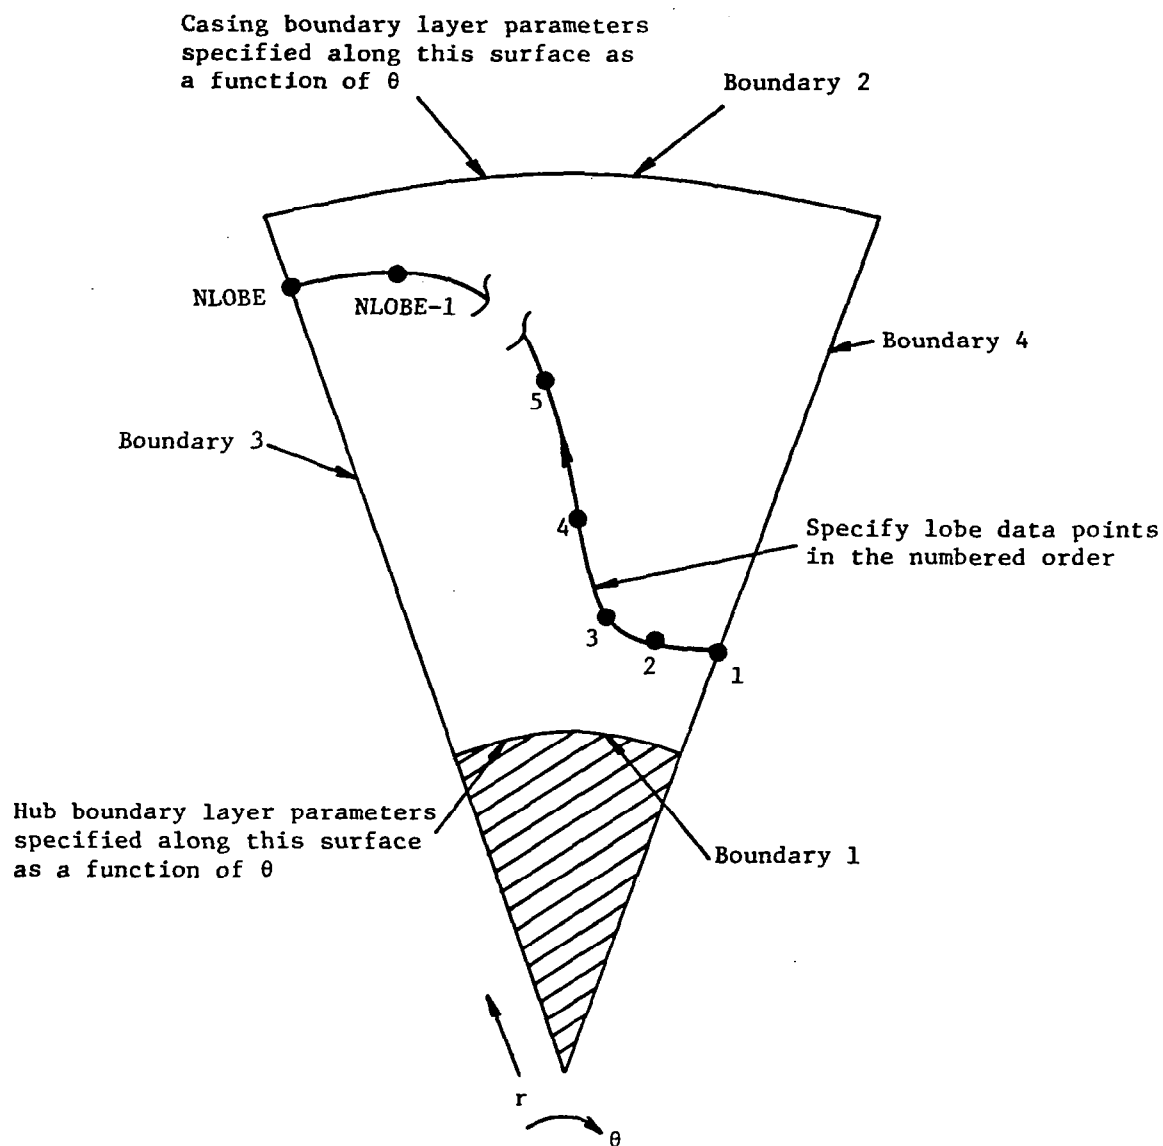 Casing boundary layer parameters
specified along this surface as
a function of θ
Boundary 2
NLOBE
NLOBE-1
Boundary 4
5
Boundary 3
4
Specify lobe data points
in the numbered order
3
2
1
Hub boundary layer parameters
specified along this surface
as a function of θ
Boundary 1
r
θ